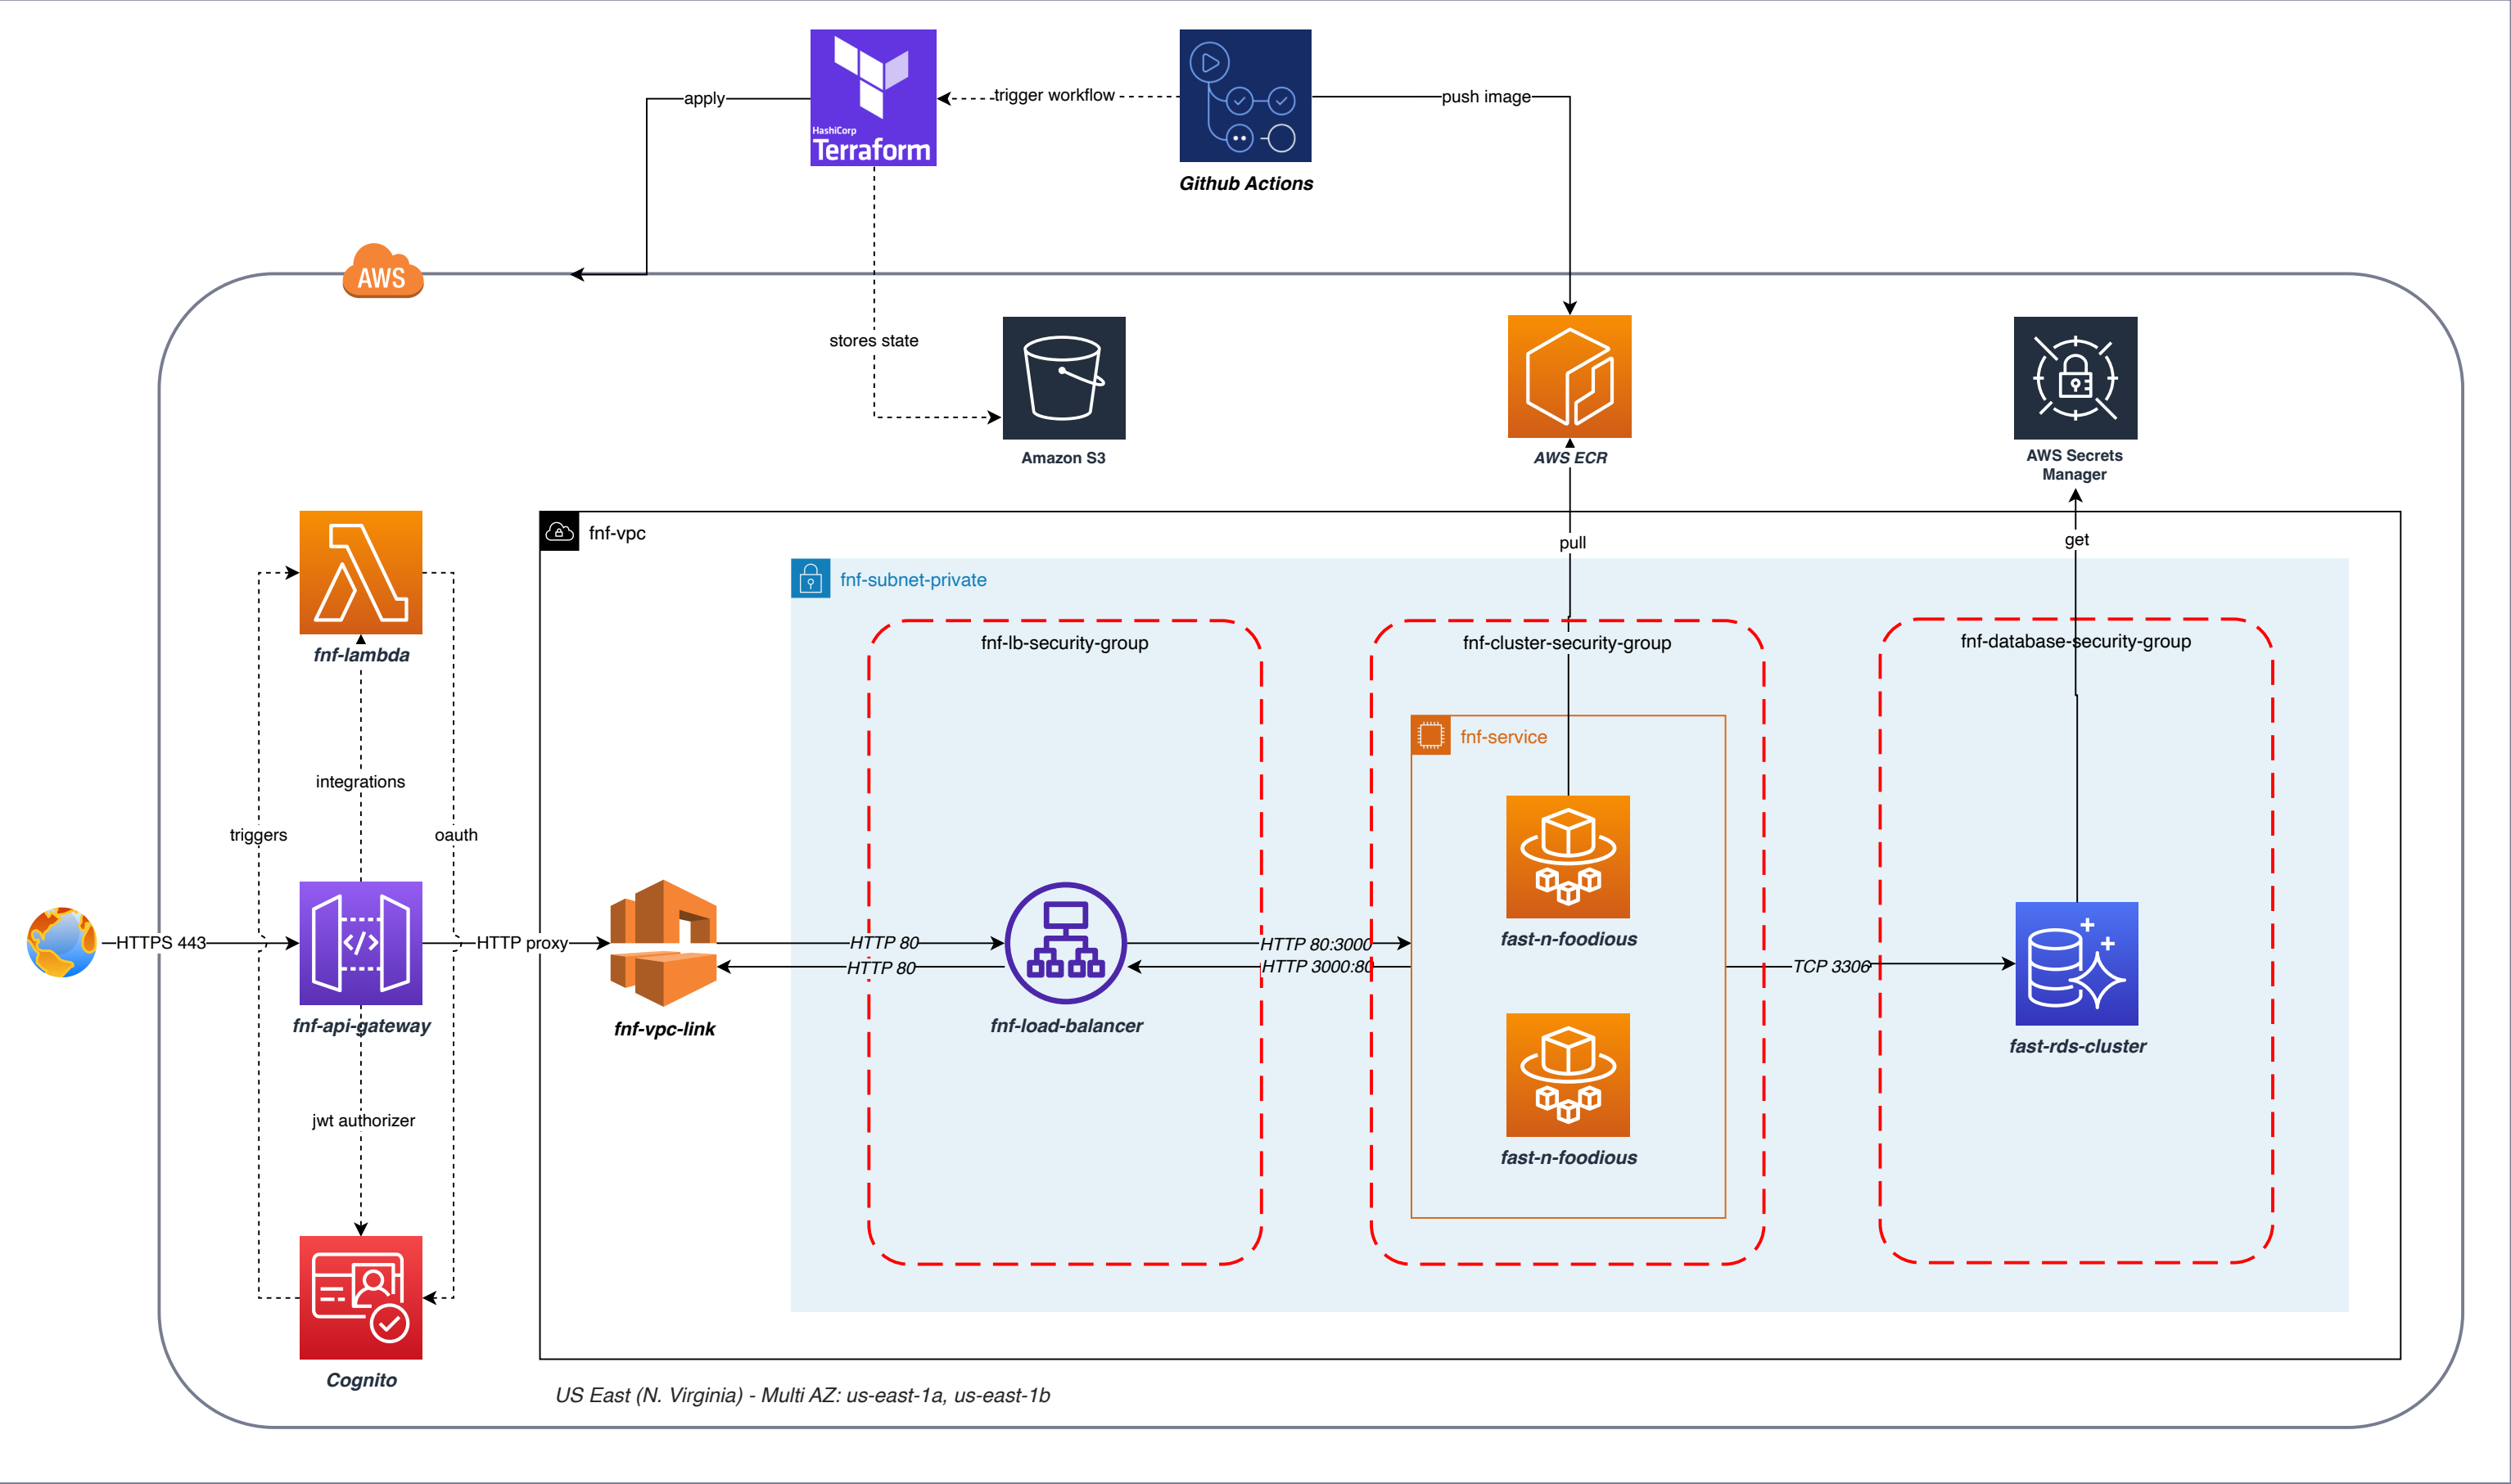 HashiCorp
Terraform
apply
trigger workflow
push image
Github Actions
AWS
stores state
Amazon S3
AWS ECR
AWS Secrets
Manager
fnf-vpc
pull
get
fnf-subnet-private
fnf-lb-security-group
fnf-cluster-security-group
fnf-database-security-group
fnf-lambda
fnf-service
integrations
triggers
oauth
HTTPS 443
HTTP proxy
HTTP 80
HTTP 80
HTTP 80:3000
HTTP 3000:80
TCP 3306
fast-n-foodious
fnf-api-gateway
fnf-vpc-link
fnf-load-balancer
fast-rds-cluster
jwt authorizer
fast-n-foodious
Cognito
US East (N. Virginia) - Multi AZ: us-east-1a, us-east-1b